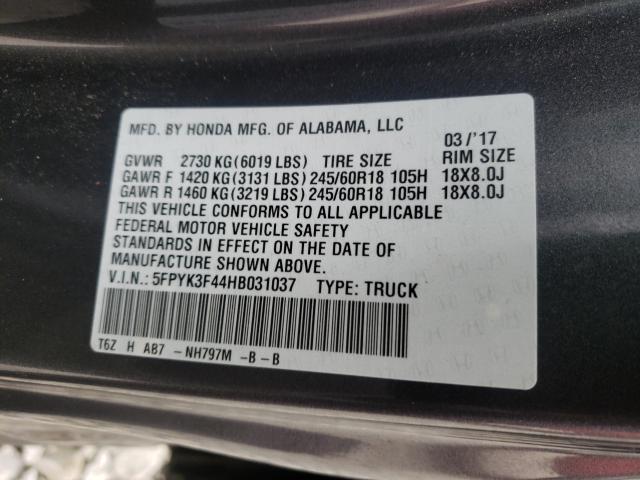 MFD. BY HONDA MFG. OF ALABAMA, LLC 03/'17
GVWR 2730 KG(6019 LBS) TIRE SIZE RIM SIZE
GAWR F 1420 KG(3131 LBS)245/60R18 105H 18X8.0J
GAWR R 1460 KG(3219 LBS)245/60R18 105H 18X8.0J
THIS VEHICLE CONFORMS TO ALL APPLICABLE
FEDERAL MOTOR VEHICLE SAFETY
STANDARDS IN EFFECT ON THE DATE OF
MANUFACTURE SHOWN ABOVE.
V.I.N.: 5FPYK3F44HB031037 TYPE: TRUCK
T6Z H AB7 -NH797M -B-B